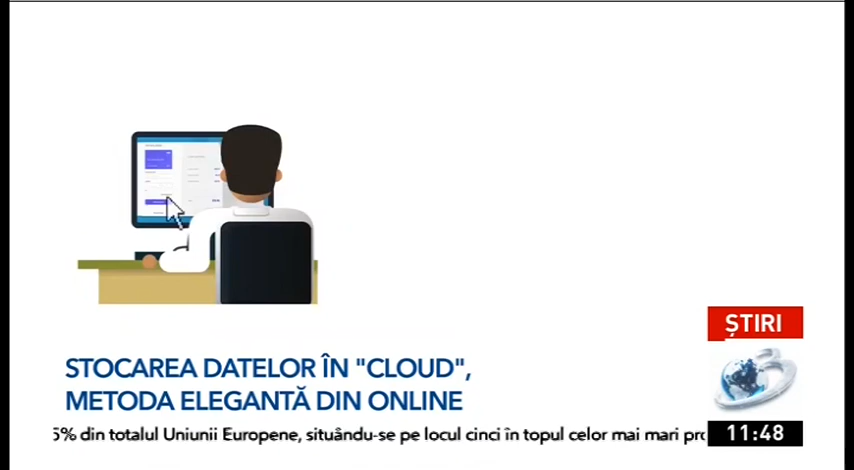 ȘTIRI
STOCAREA DATELOR ÎN "CLOUD",
METODA ELEGANTĂ DIN ONLINE
5% din totalul Uniunii Europene, situându-se pe locul cinci în topul celor mai mari
11:48